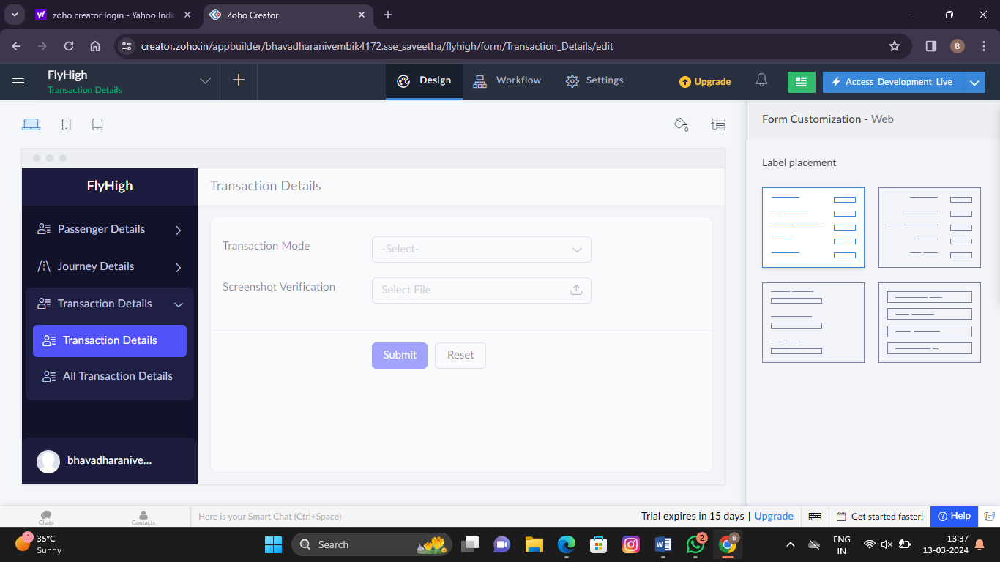 zoho creator login - Yahoo Indi
Zoho Creator
creator.zoho.in/appbuilder/bhavadharanivembik4172.sse_saveetha/flyhigh/form/Transaction_Details/edit
B
FlyHigh
Transaction Details
Design
Workflow
Settings
Upgrade
Access Development Live
Form Customization - Web
Label placement
FlyHigh
Passenger Details
Journey Details
Transaction Details
Transaction Details
All Transaction Details
bhavadharanive...
Transaction Details
Transaction Mode
-Select-
Screenshot Verification
Select File
Submit
Reset
Chats
Contacts
Here is your Smart Chat (Ctrl+Space)
Trial expires in 15 days | Upgrade
Get started faster!
Help
1
35°C
Sunny
Search
2
B
ENG
IN
13:37
13-03-2024